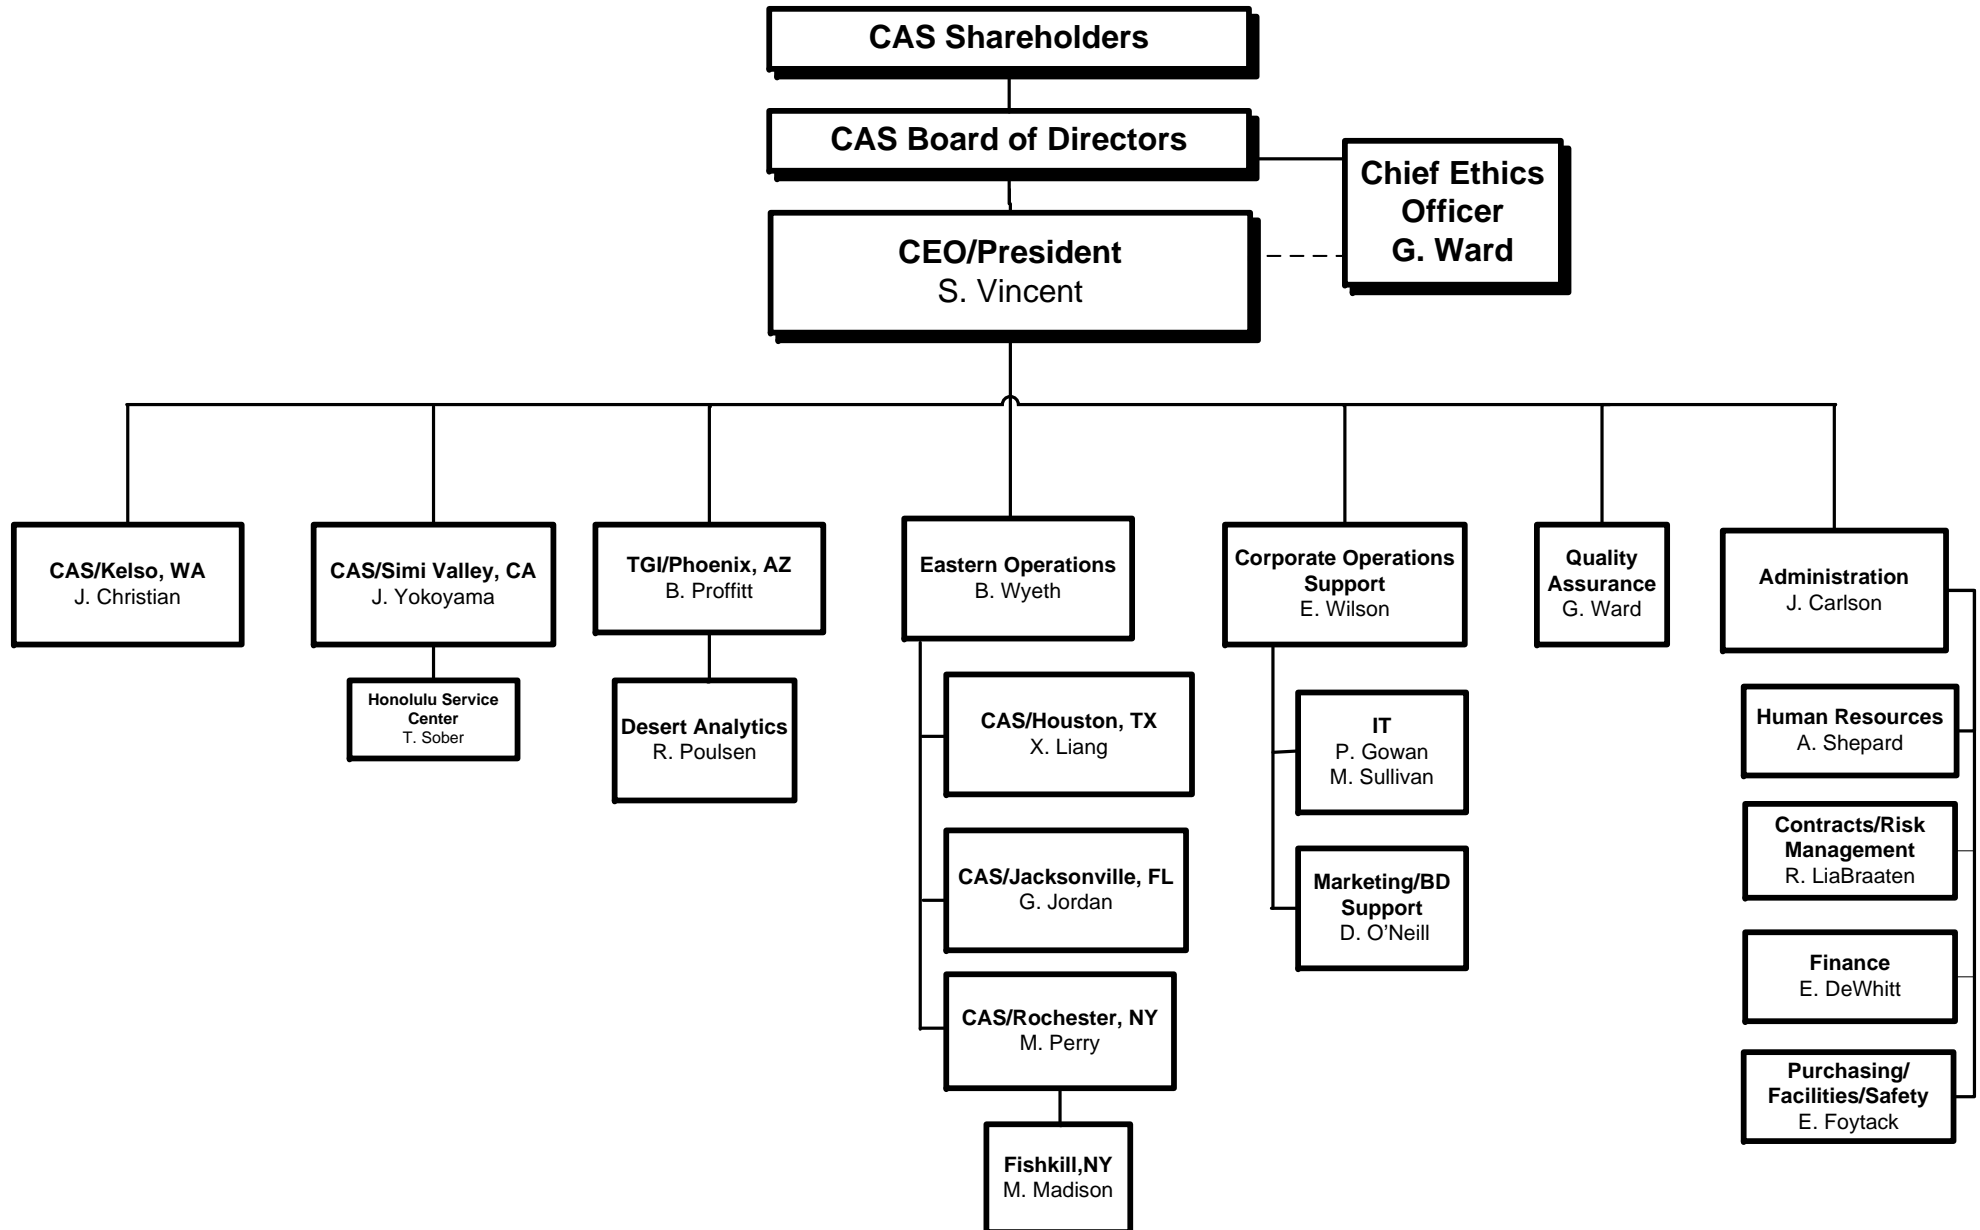 CAS Shareholders
CAS Board of Directors
Chief Ethics
Officer
G. Ward
CEO/President
S. Vincent
CAS/Kelso, WA
J. Christian
CAS/Simi Valley, CA
J. Yokoyama
Honolulu Service
Center
T. Sober
TGI/Phoenix, AZ
B. Proffitt
Desert Analytics
R. Poulsen
Eastern Operations
B. Wyeth
CAS/Houston, TX
X. Liang
CAS/Jacksonville, FL
G. Jordan
CAS/Rochester, NY
M. Perry
Fishkill,NY
M. Madison
Corporate Operations
Support
E. Wilson
IT
P. Gowan
M. Sullivan
Marketing/BD
Support
D. O’Neill
Quality
Assurance
G. Ward
Administration
J. Carlson
Human Resources
A. Shepard
Contracts/Risk
Management
R. LiaBraaten
Finance
E. DeWhitt
Purchasing/
Facilities/Safety
E. Foytack